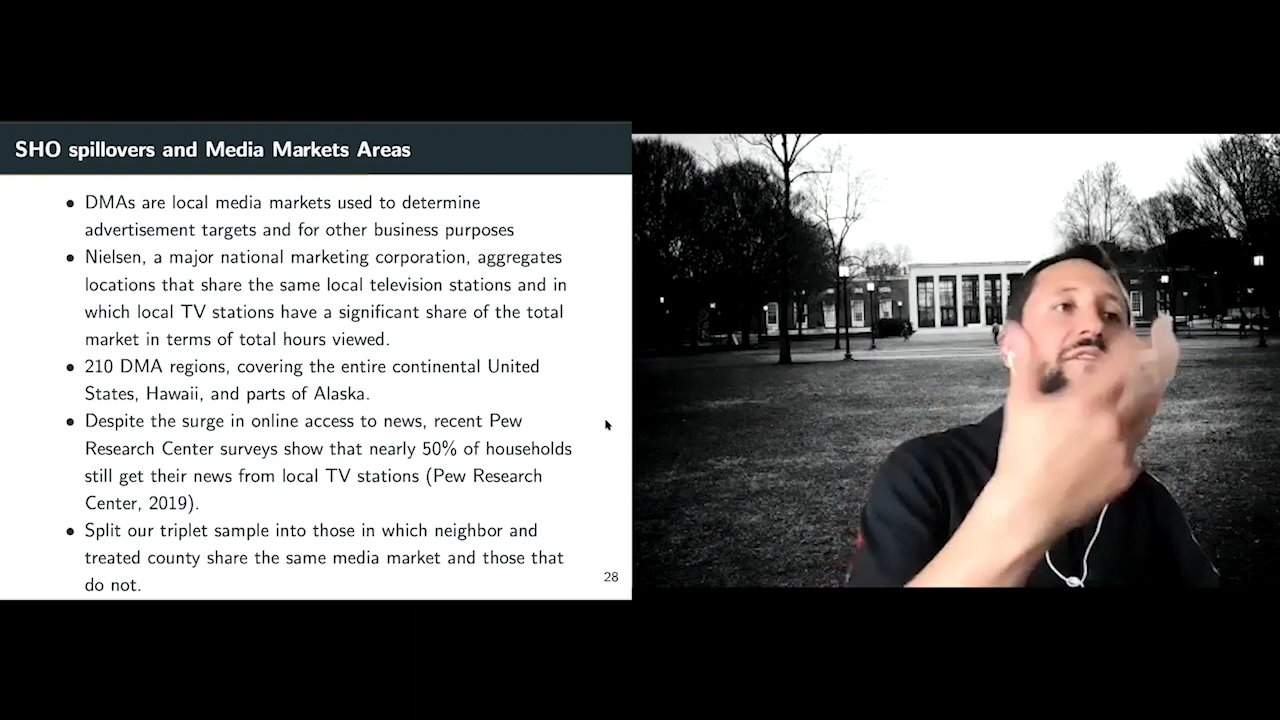 SHO spillovers and Media Markets Areas
• DMAs are local media markets used to determine
advertisement targets and for other business purposes
• Nielsen, a major national marketing corporation, aggregates
locations that share the same local television stations and in
which local TV stations have a significant share of the total
market in terms of total hours viewed.
• 210 DMA regions, covering the entire continental United
States, Hawaii, and parts of Alaska.
• Despite the surge in online access to news, recent Pew
Research Center surveys show that nearly 50% of households
still get their news from local TV stations (Pew Research
Center, 2019).
• Split our triplet sample into those in which neighbor and
treated county share the same media market and those that
do not.
28